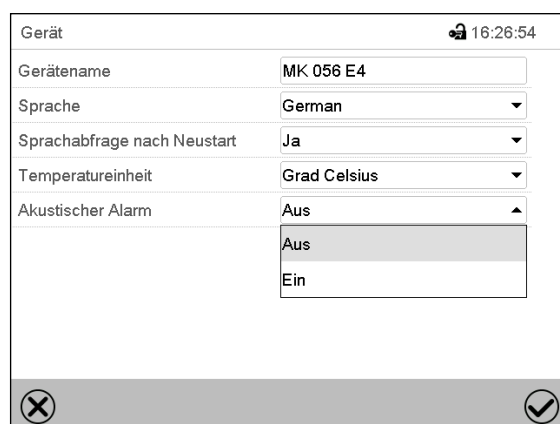 Gerät 16:26:54
Gerätename MK 056 E4
Sprache German
Sprachabfrage nach Neustart Ja
Temperatureinheit Grad Celsius
Akustischer Alarm Aus
Aus
Ein